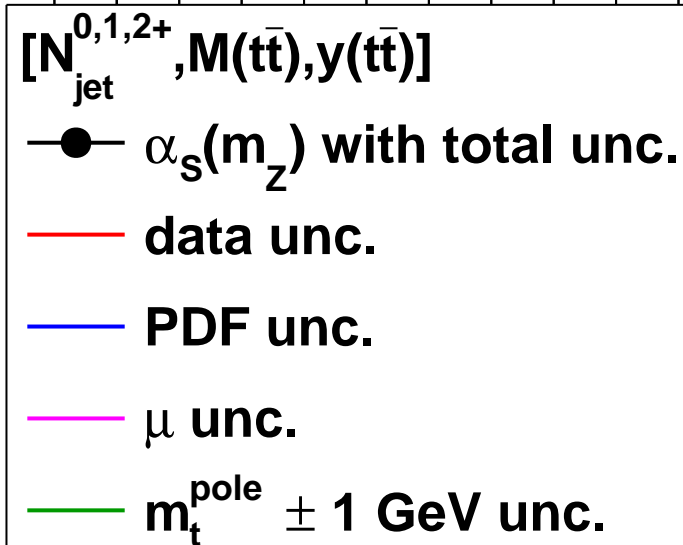 [N_jet^0,1,2+,M(tt̄),y(tt̄)]
α_S(m_Z) with total unc.
data unc.
PDF unc.
μ unc.
m_t^pole ± 1 GeV unc.